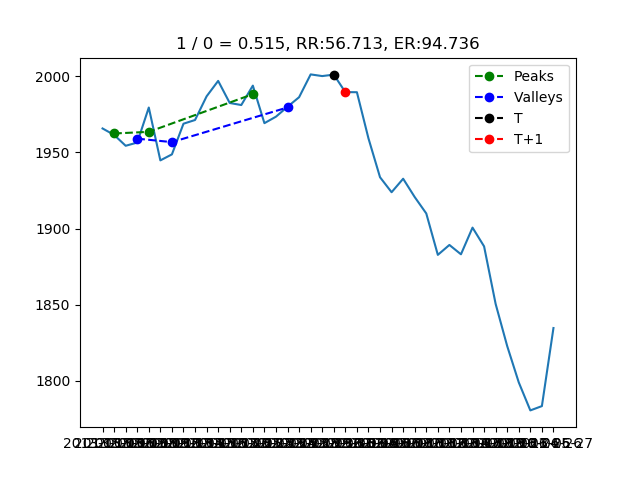 1 / 0 = 0.515, RR:56.713, ER:94.736
Peaks
Valleys
T
T+1
2000
1950
1900
1850
1800